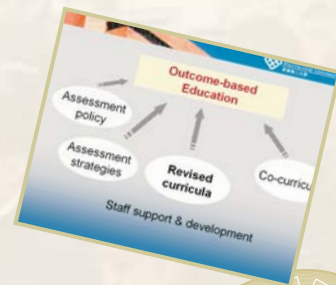 Outcome-based
Education
Assessment
policy
Assessment
strategies
Revised
curricula
Co-curricu
Staff support & development